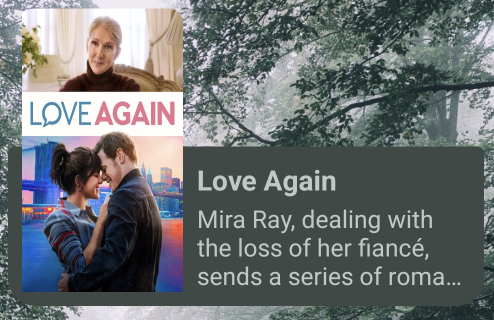 LOVE AGAIN
Love Again
Mira Ray, dealing with
the loss of her fiancé,
sends a series of roma…